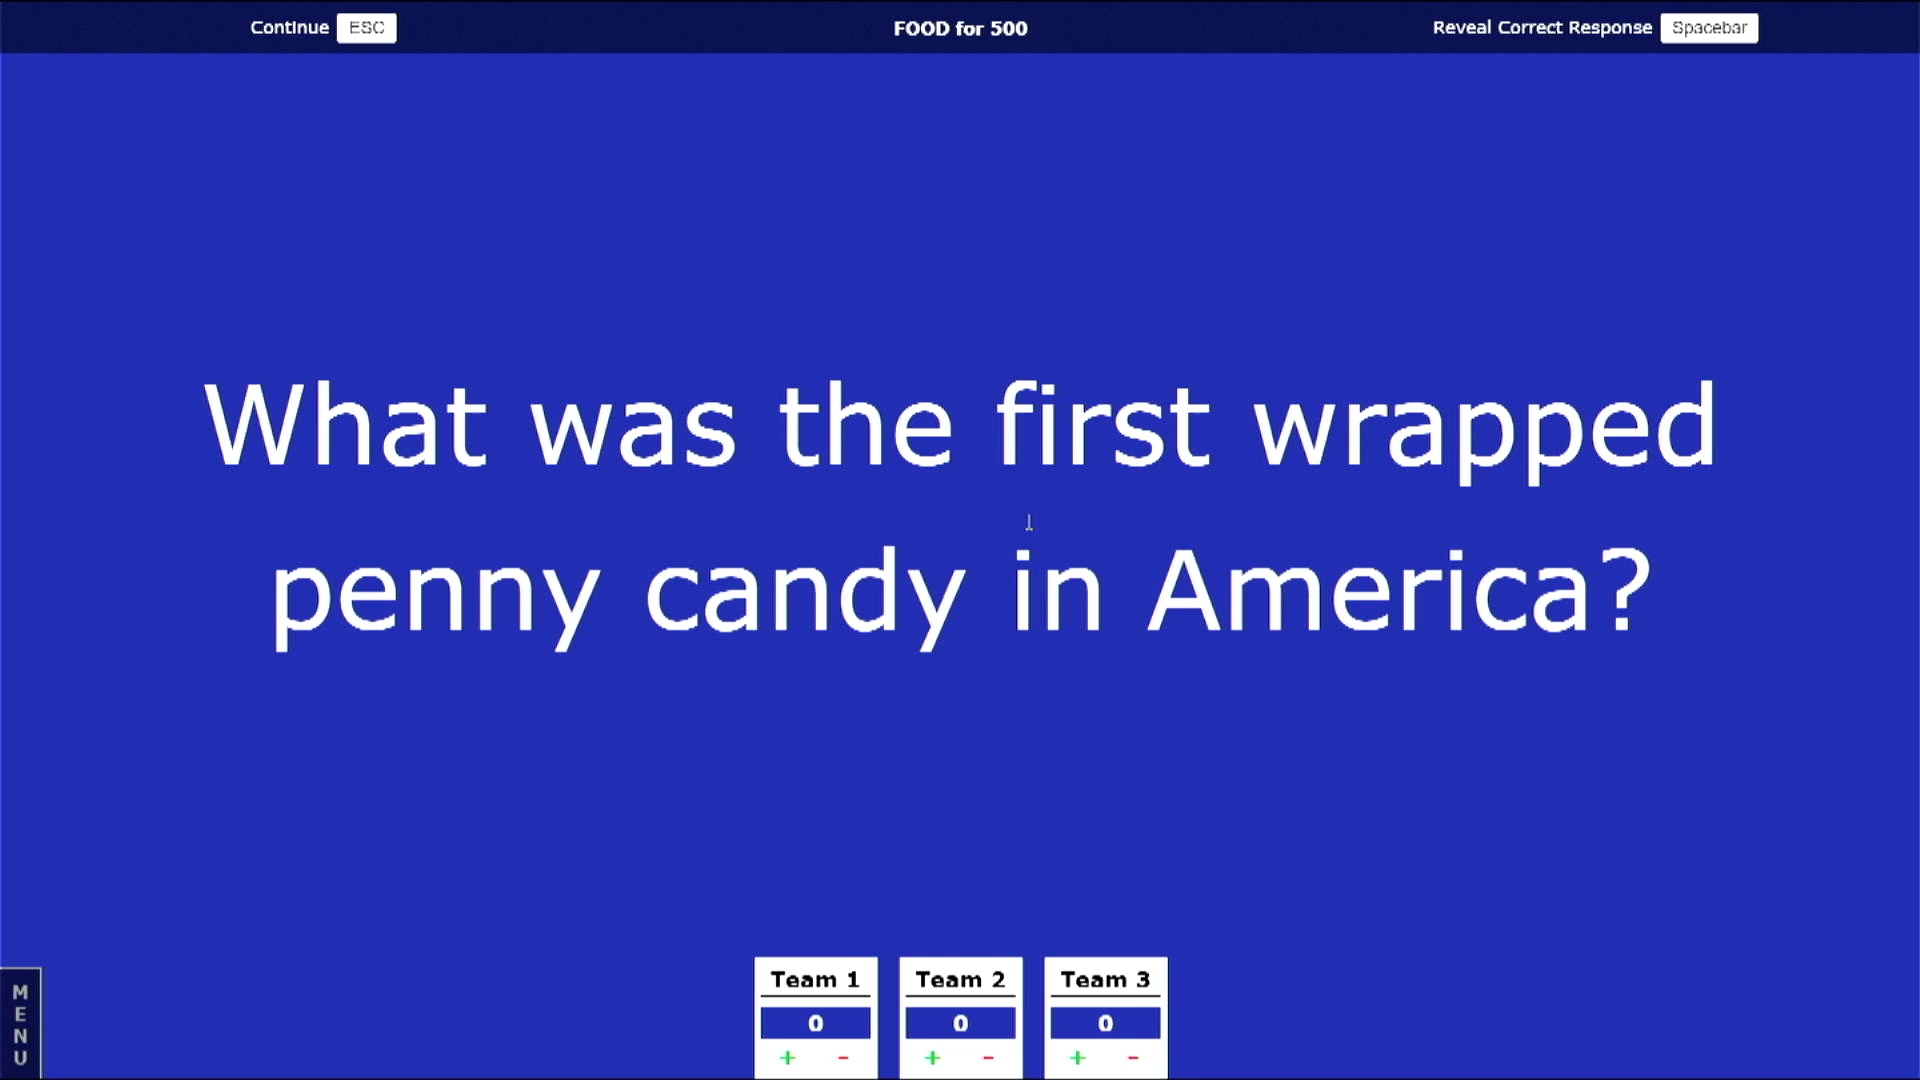 Continue ESC FOOD for 500 Reveal Correct Response Spacebar
What was the first wrapped
penny candy in America?
MENU
Team 1 Team 2 Team 3
0 0 0
+ - + - + -